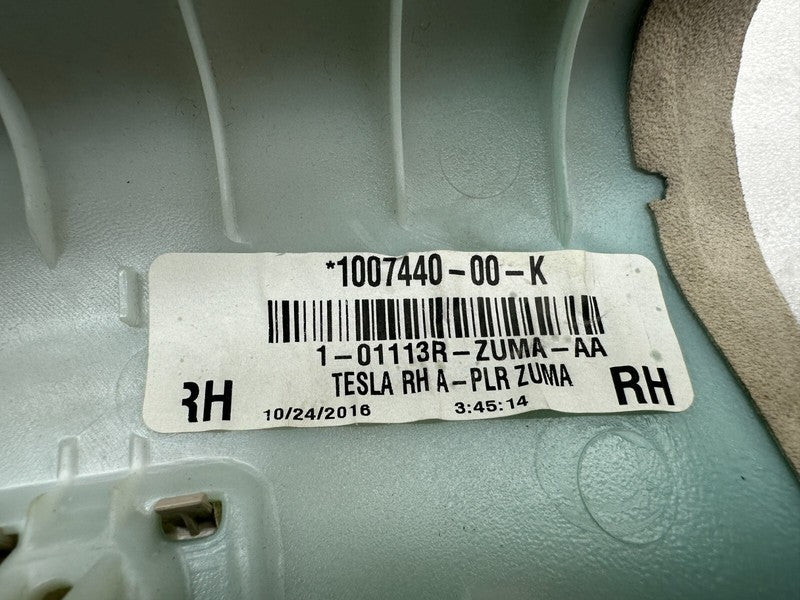 *1007440-00-K
1-01113R-ZUMA-AA
TESLA RH A-PLR ZUMA
RH 10/24/2016 3:45:14 RH